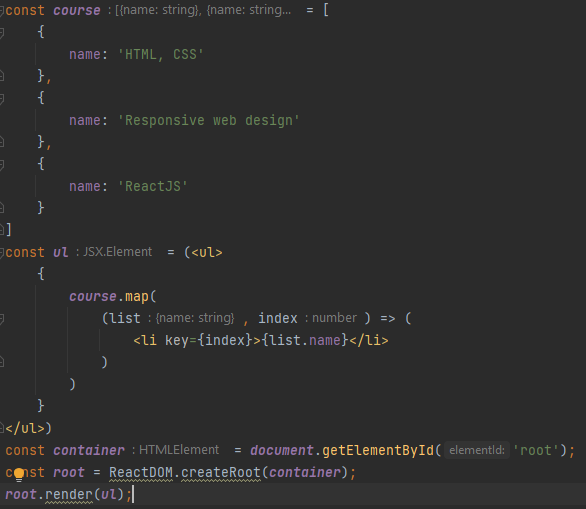 const course : [{name: string}, {name: string... = [
{
name: 'HTML, CSS'
},
{
name: 'Responsive web design'
},
{
name: 'ReactJS'
}
]
const ul : JSX.Element = (<ul>
{
course.map(
(list : {name: string} , index : number ) => (
<li key={index}>{list.name}</li>
)
)
}
</ul>)
const container : HTMLElement = document.getElementById( elementId: 'root');
const root = ReactDOM.createRoot(container);
root.render(ul);